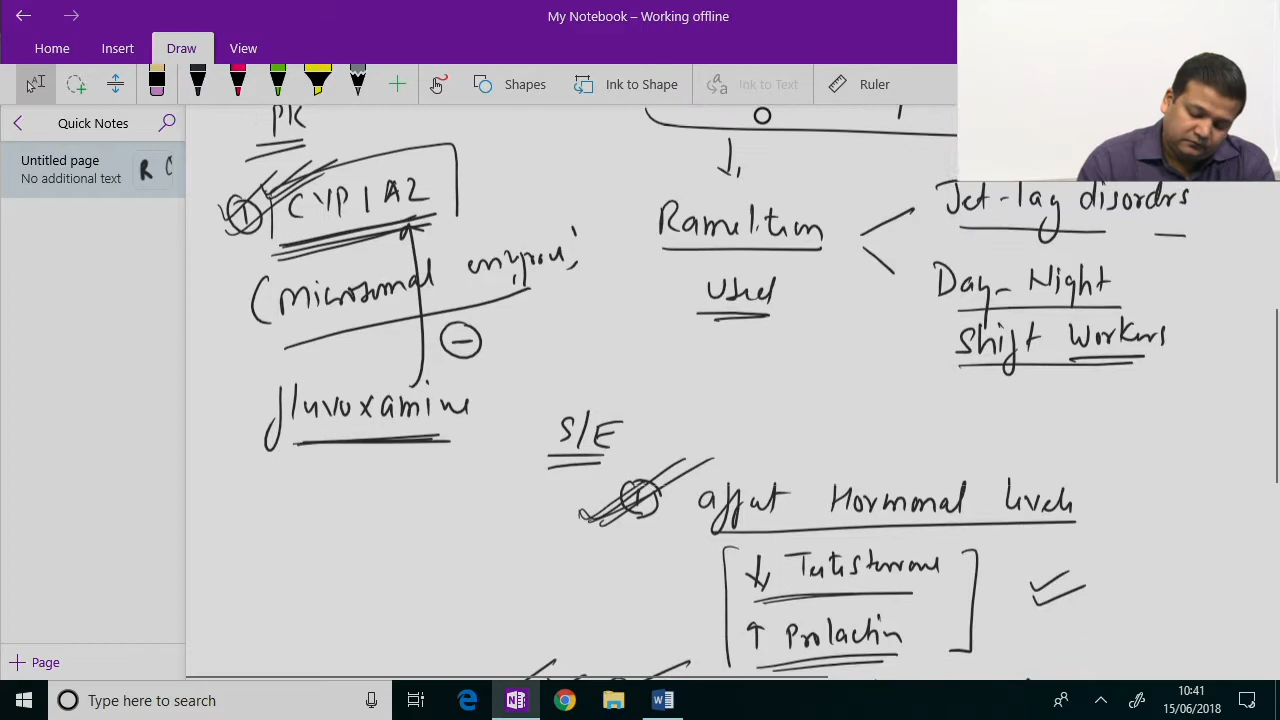 My Notebook – Working offline
Home
Insert
Draw
View
Shapes
Ink to Shape
Ink to Text
Ruler
Quick Notes
Untitled page
No additional text
R C
PK
① CYP1A2
(Microsomal
fluvoxamine
Ramelteon
Used
Jet-lag disorders
Day-Night
Shift Workers
S/E
① affect Hormonal levels
↓ Testosterone
↑ Prolactin
Page
Type here to search
10:41
15/06/2018